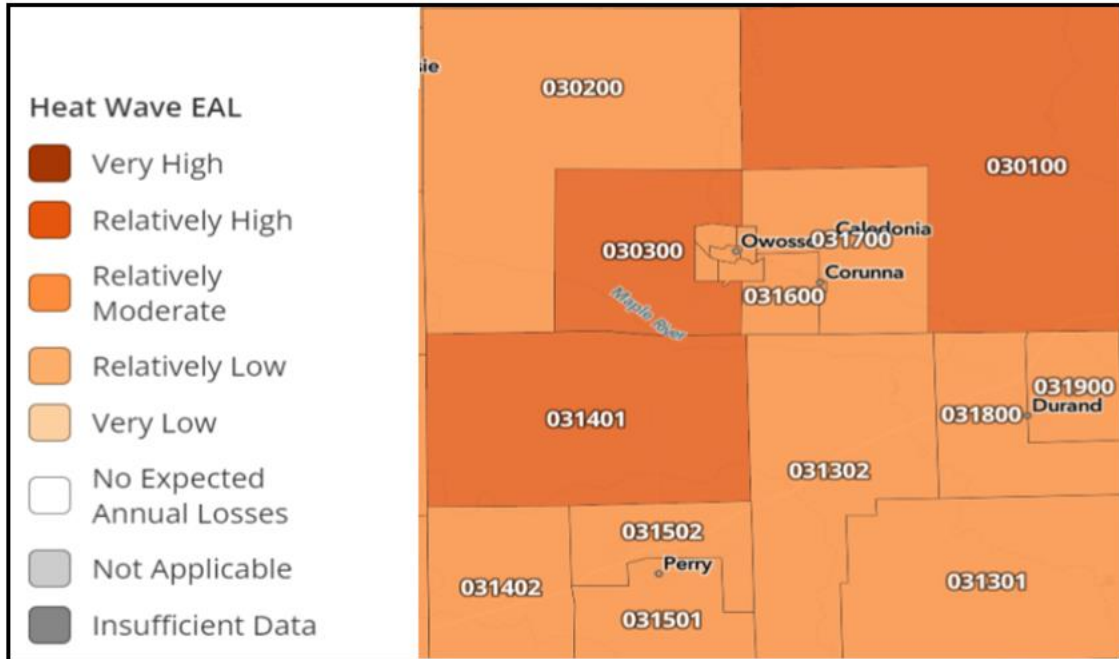 Heat Wave EAL
Very High
Relatively High
Relatively
Moderate
Relatively Low
Very Low
No Expected
Annual Losses
Not Applicable
Insufficient Data
sie
030200
030100
Caledonia
Owosso
031700
030300
Corunna
031600
Maple River
031900
Durand
031800
031401
031302
031502
Perry
031402
031301
031501